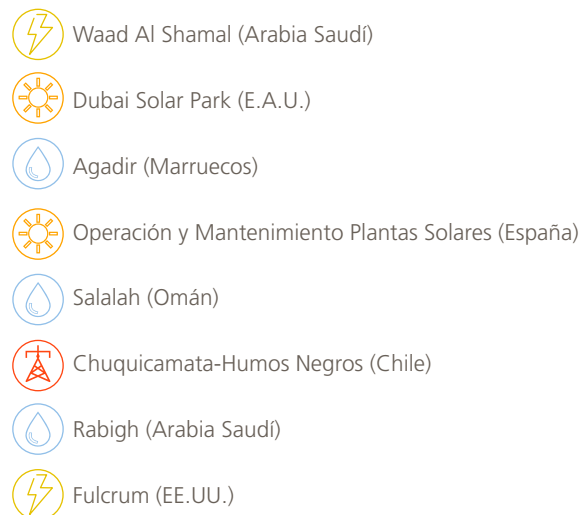 Waad Al Shamal (Arabia Saudí)
Dubai Solar Park (E.A.U.)
Agadir (Marruecos)
Operación y Mantenimiento Plantas Solares (España)
Salalah (Omán)
Chuquicamata-Humos Negros (Chile)
Rabigh (Arabia Saudí)
Fulcrum (EE.UU.)